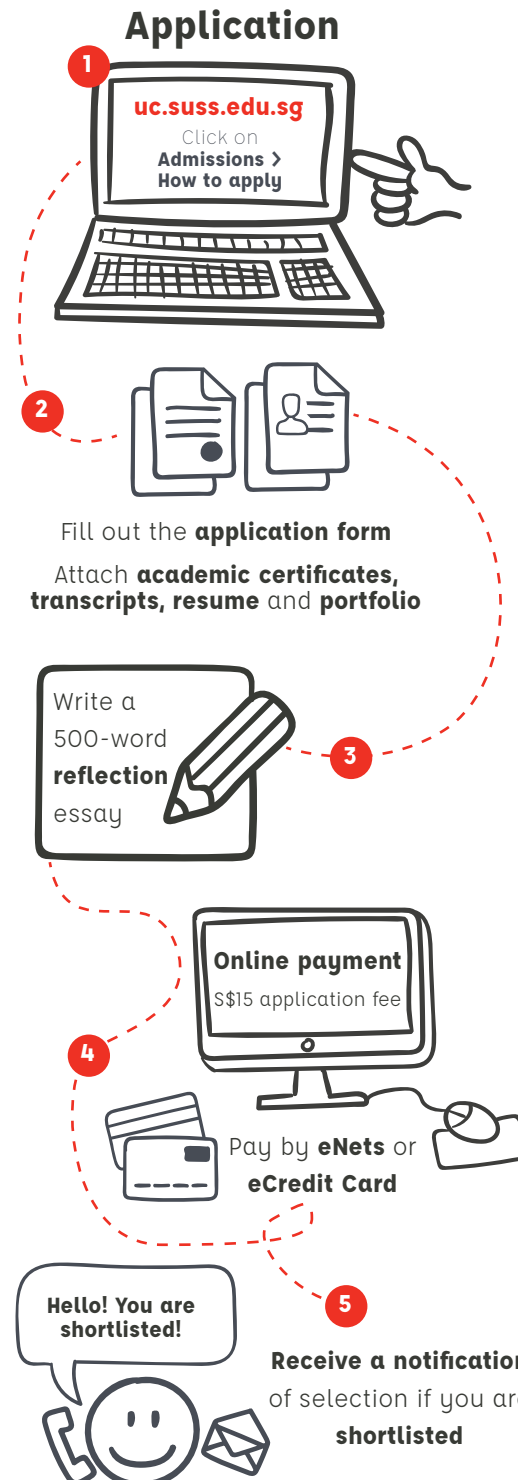 Application
1
uc.suss.edu.sg
Click on
Admissions >
How to apply
2
Fill out the application form
Attach academic certificates,
transcripts, resume and portfolio
3
Write a
500-word
reflection
essay
4
Online payment
S$15 application fee
Pay by eNets or
eCredit Card
5
Hello! You are
shortlisted!
Receive a notification
of selection if you are
shortlisted